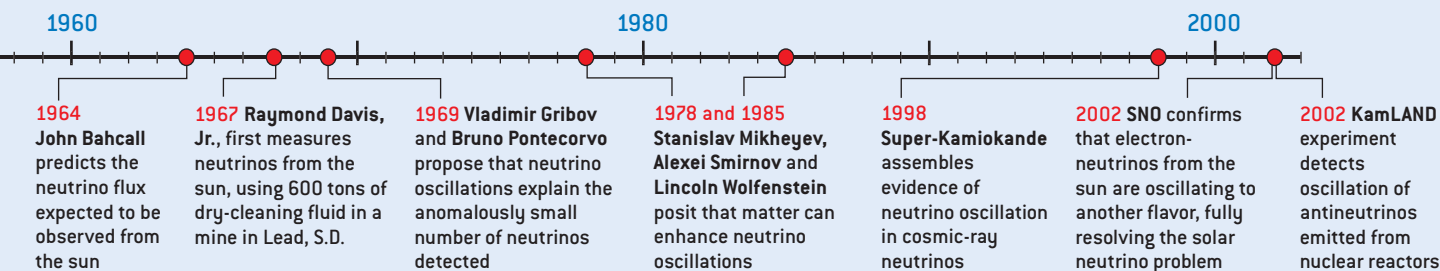 1960
1980
2000
1964
John Bahcall
predicts the
neutrino flux
expected to be
observed from
the sun
1967 Raymond Davis,
Jr., first measures
neutrinos from the
sun, using 600 tons of
dry-cleaning fluid in a
mine in Lead, S.D.
1969 Vladimir Gribov
and Bruno Pontecorvo
propose that neutrino
oscillations explain the
anomalously small
number of neutrinos
detected
1978 and 1985
Stanislav Mikheyev,
Alexei Smirnov and
Lincoln Wolfenstein
posit that matter can
enhance neutrino
oscillations
1998
Super-Kamiokande
assembles
evidence of
neutrino oscillation
in cosmic-ray
neutrinos
2002 SNO confirms
that electron-
neutrinos from the
sun are oscillating to
another flavor, fully
resolving the solar
neutrino problem
2002 KamLAND
experiment
detects
oscillation of
antineutrinos
emitted from
nuclear reactors